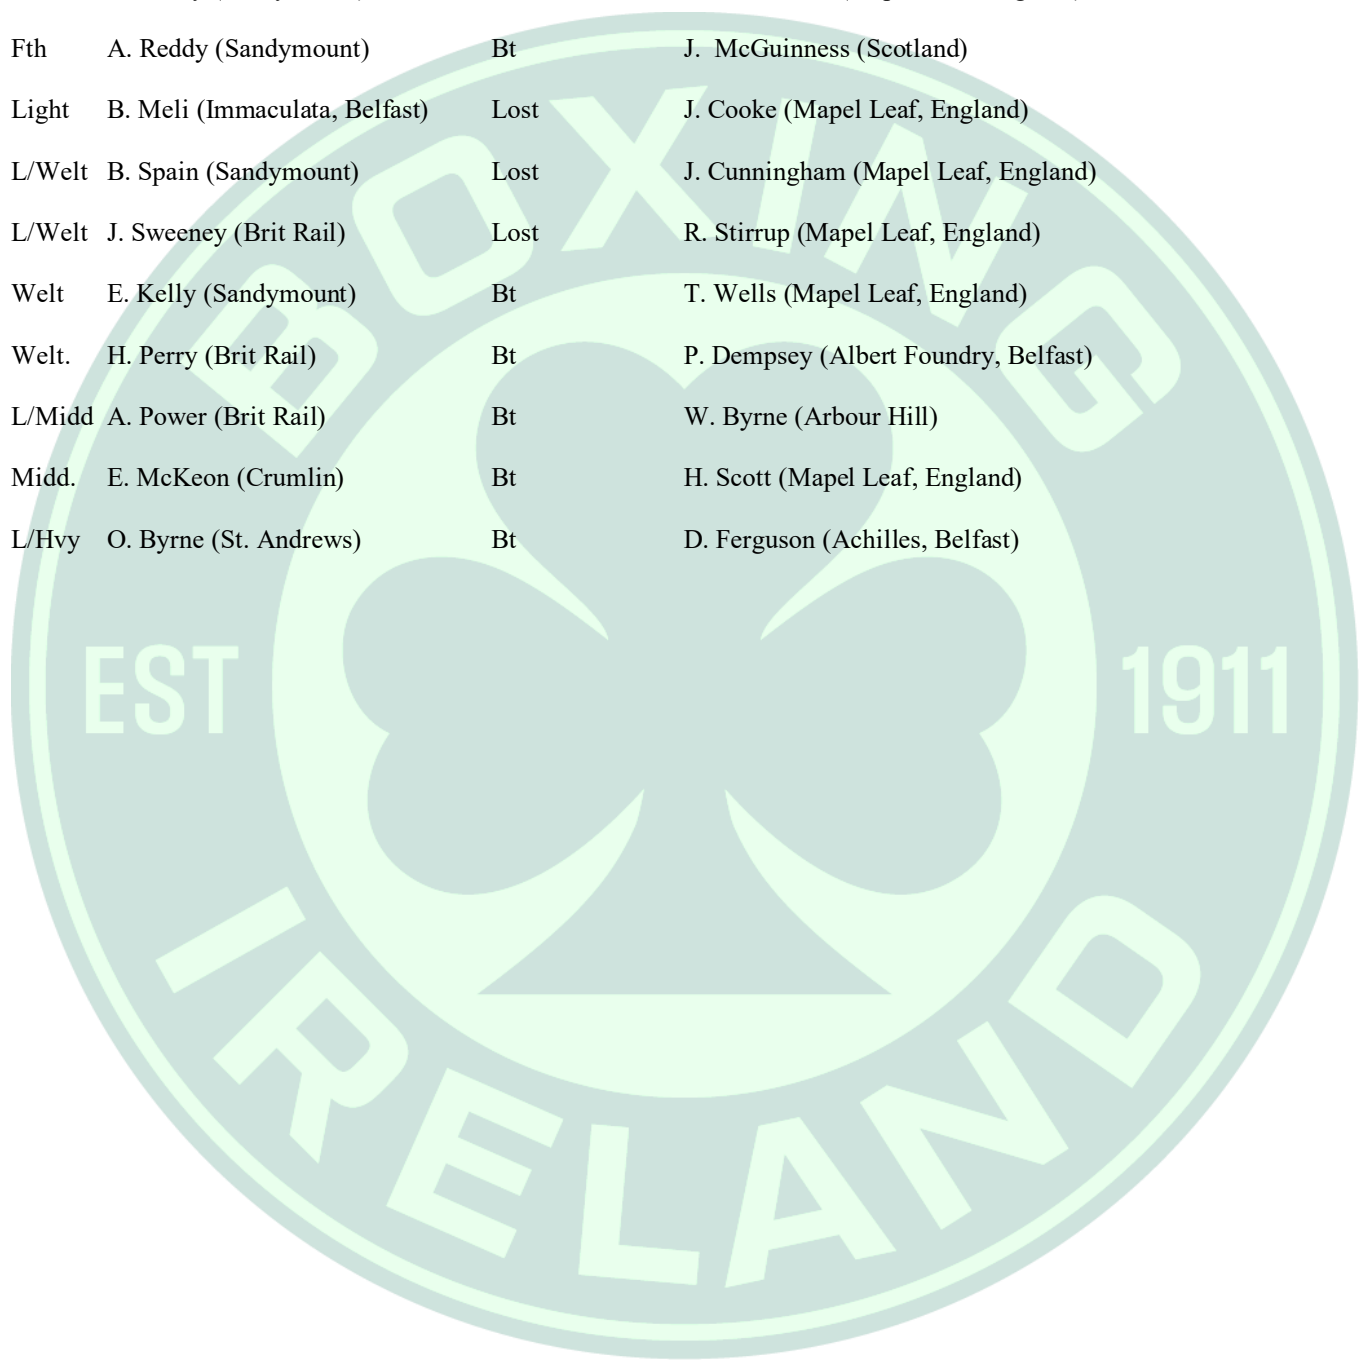 Fth A. Reddy (Sandymount) Bt J. McGuinness (Scotland)
Light B. Meli (Immaculata, Belfast) Lost J. Cooke (Mapel Leaf, England)
L/Welt B. Spain (Sandymount) Lost J. Cunningham (Mapel Leaf, England)
L/Welt J. Sweeney (Brit Rail) Lost R. Stirrup (Mapel Leaf, England)
Welt E. Kelly (Sandymount) Bt T. Wells (Mapel Leaf, England)
Welt. H. Perry (Brit Rail) Bt P. Dempsey (Albert Foundry, Belfast)
L/Midd A. Power (Brit Rail) Bt W. Byrne (Arbour Hill)
Midd. E. McKeon (Crumlin) Bt H. Scott (Mapel Leaf, England)
L/Hvy O. Byrne (St. Andrews) Bt D. Ferguson (Achilles, Belfast)
BOXING
EST 1911
IRELAND